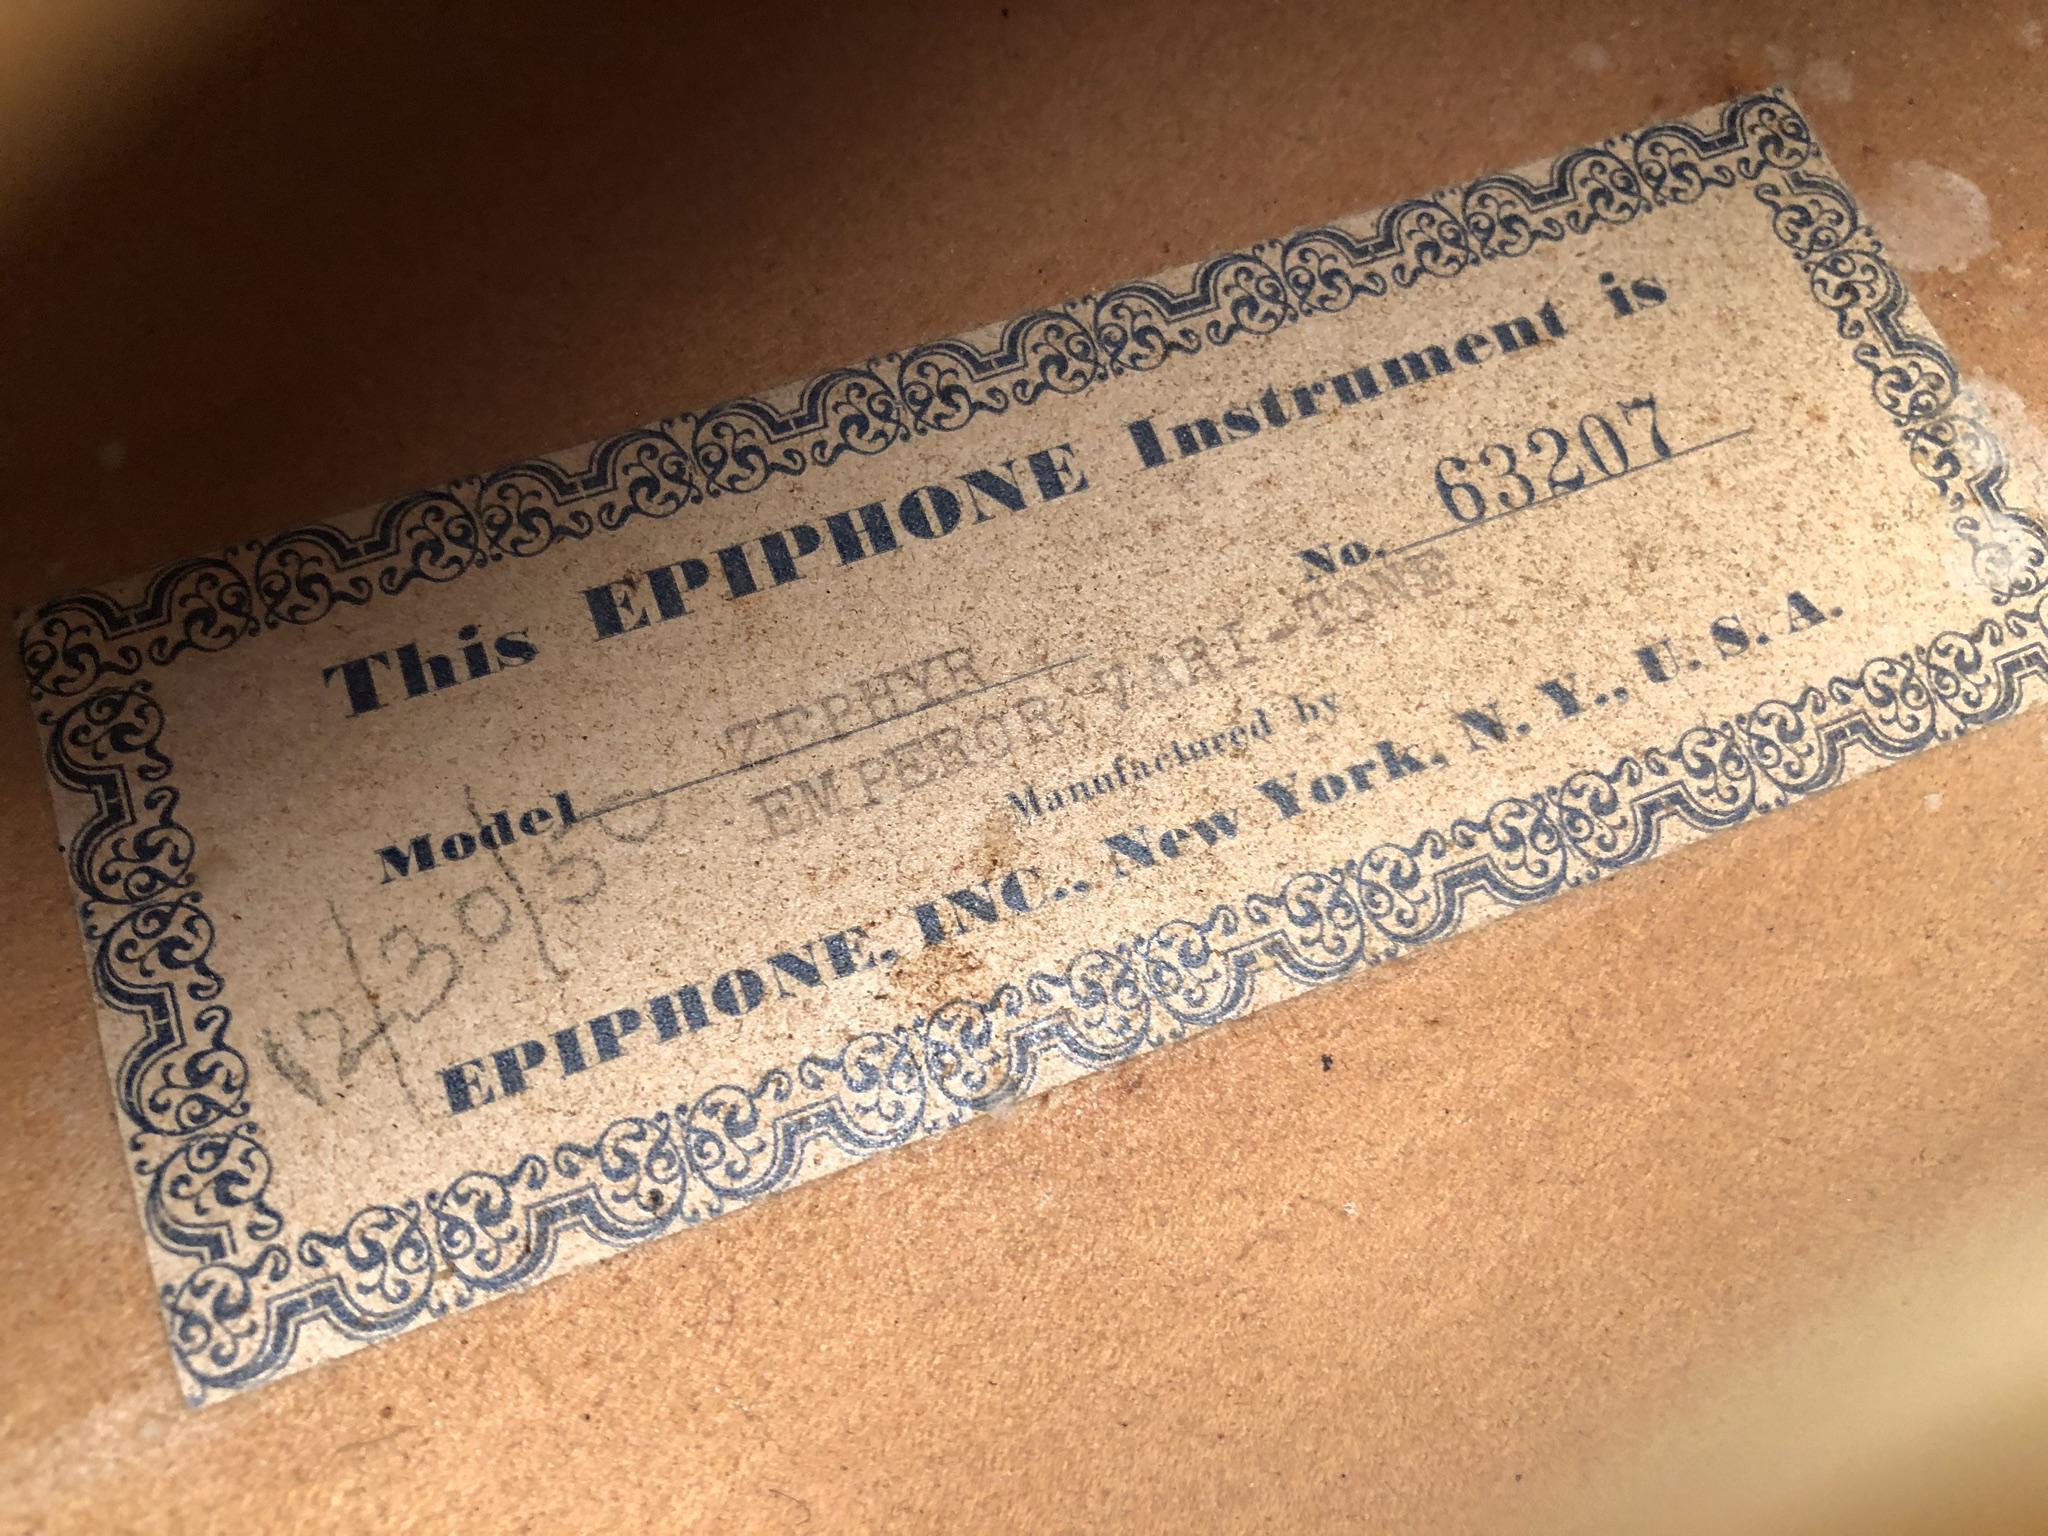 This EPIPHONE Instrument is
No. 63207
Model ZEPHYR
EMPEROR VARI-TONE
Manufactured by
EPIPHONE, INC., New York, N. Y., U. S. A.
12/30/50